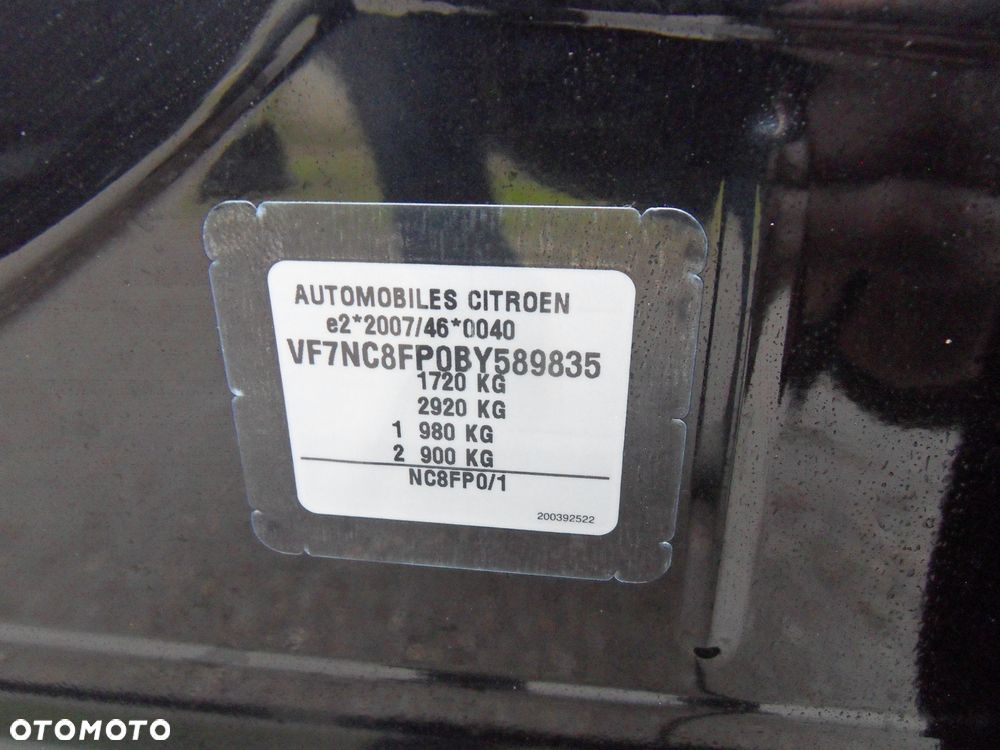 AUTOMOBILES CITROEN
e2*2007/46*0040
VF7NC8FP0BY589835
1720 KG
2920 KG
1 980 KG
2 900 KG
NC8FP0/1
200392522
OTOMOTO